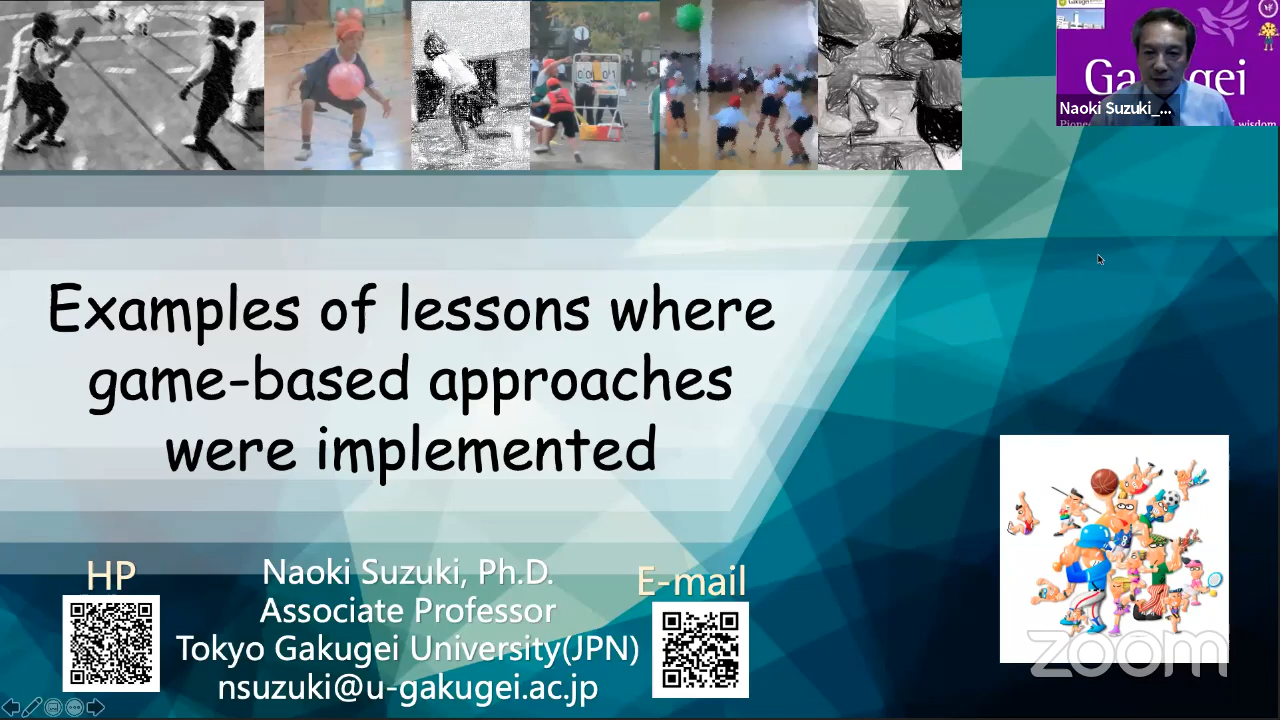 Gakugei
Naoki Suzuki_...
Examples of lessons where
game-based approaches
were implemented
HP
Naoki Suzuki, Ph.D.
Associate Professor
Tokyo Gakugei University(JPN)
nsuzuki@u-gakugei.ac.jp
E-mail
zoom